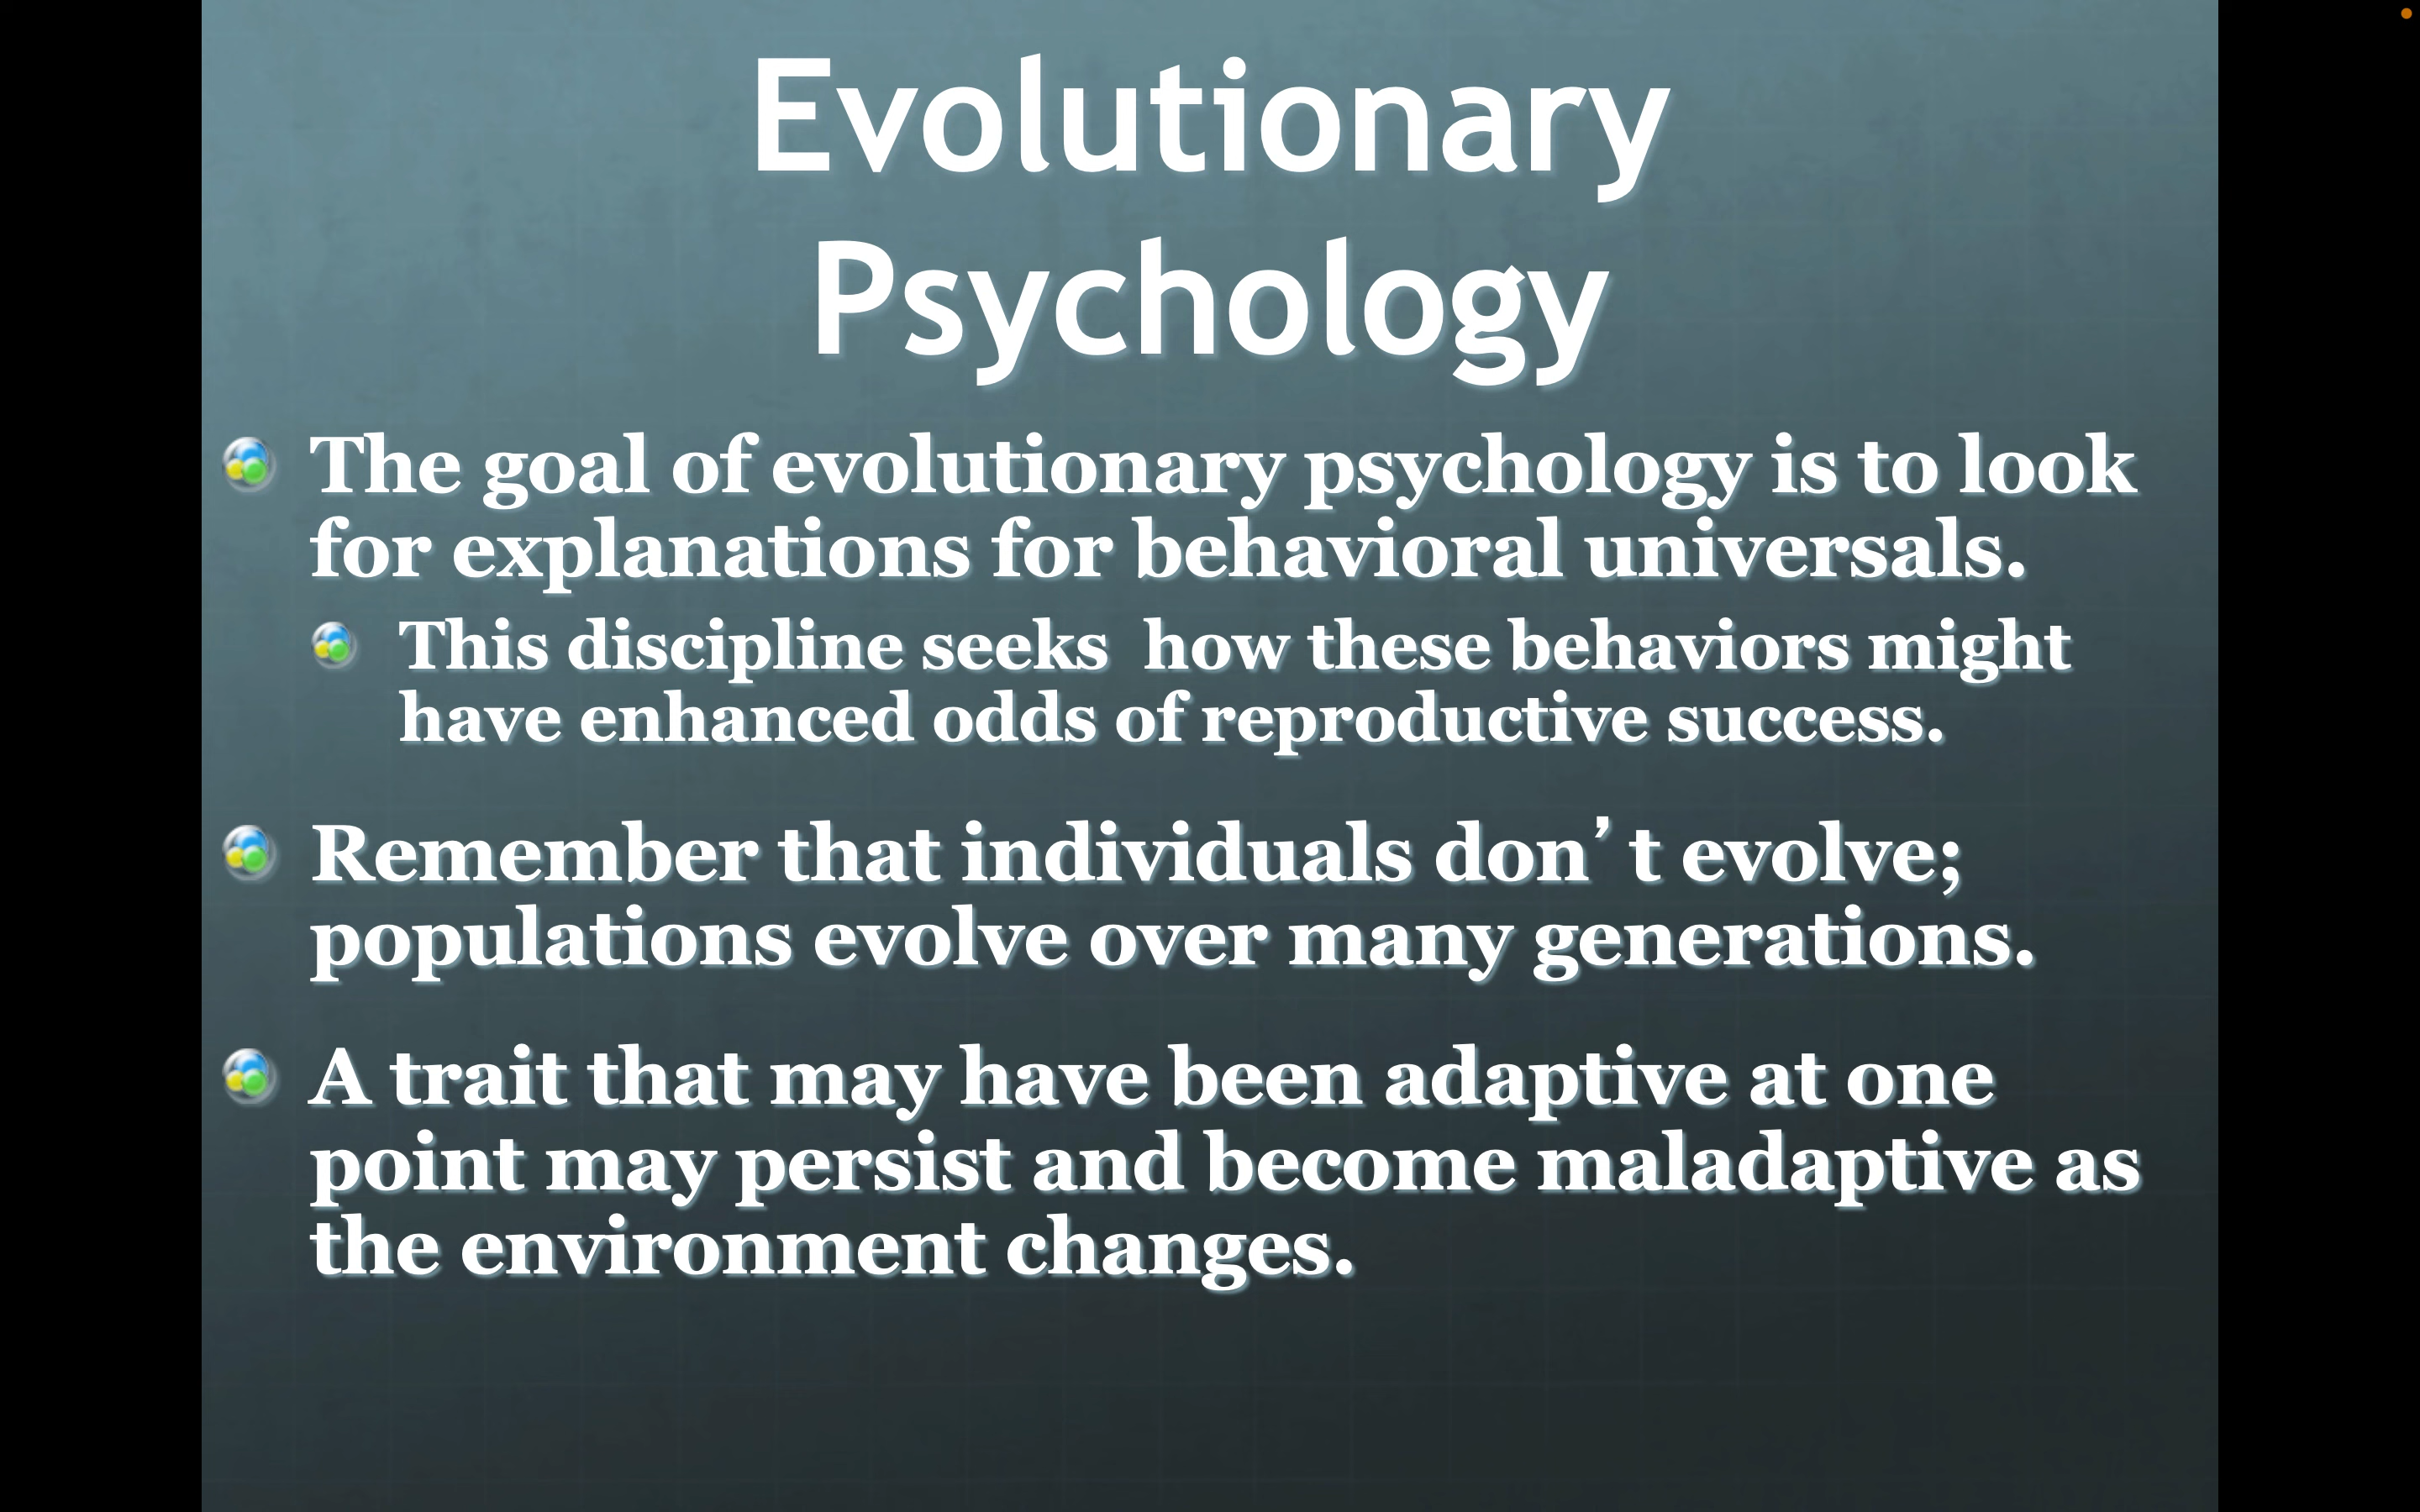 Evolutionary
Psychology
The goal of evolutionary psychology is to look
for explanations for behavioral universals.
This discipline seeks  how these behaviors might
have enhanced odds of reproductive success.
Remember that individuals don’t evolve;
populations evolve over many generations.
A trait that may have been adaptive at one
point may persist and become maladaptive as
the environment changes.